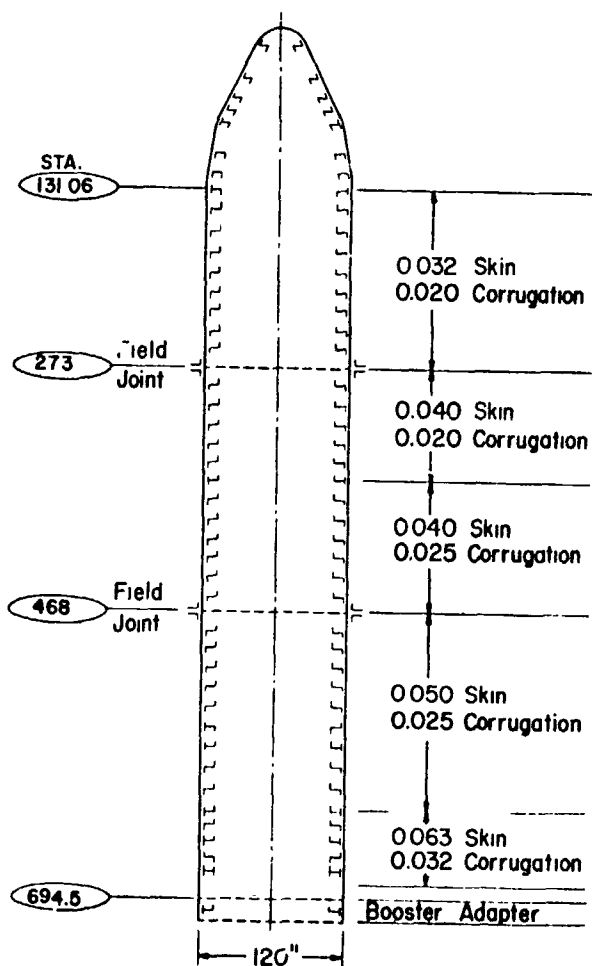 STA.
131 06
0 032 Skin
0.020 Corrugation
273
Field
Joint
0.040 Skin
0.020 Corrugation
0 040 Skin
0.025 Corrugation
468
Field
Joint
0 050 Skin
0.025 Corrugation
0 063 Skin
0.032 Corrugation
694.5
Booster Adapter
120"